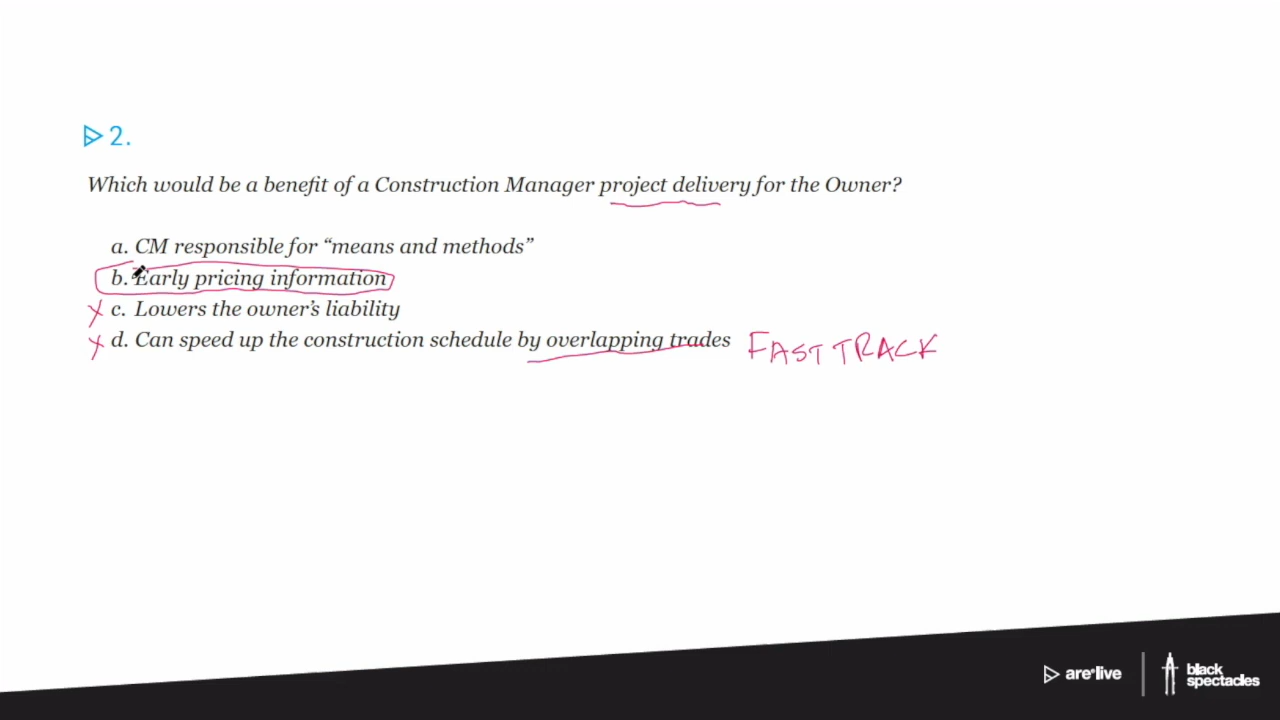 2.
Which would be a benefit of a Construction Manager project delivery for the Owner?
a. CM responsible for “means and methods”
b. Early pricing information
x c. Lowers the owner’s liability
x d. Can speed up the construction schedule by overlapping trades FAST TRACK
are live
black
spectacles